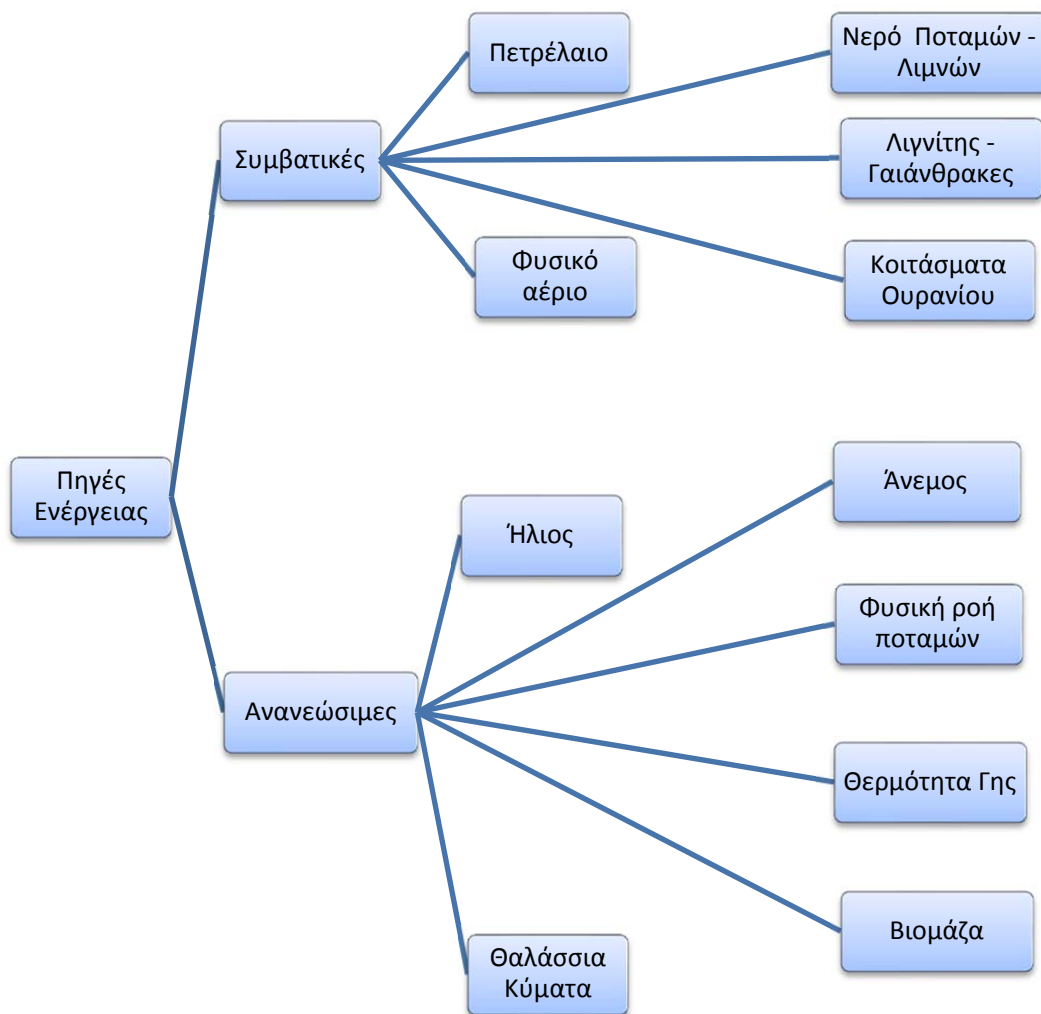 Πετρέλαιο
Νερό Ποταμών -
Λιμνών
Συμβατικές
Λιγνίτης -
Γαιάνθρακες
Φυσικό
αέριο
Κοιτάσματα
Ουρανίου
Πηγές
Ενέργειας
Άνεμος
Ήλιος
Φυσική ροή
ποταμών
Ανανεώσιμες
Θερμότητα Γης
Βιομάζα
Θαλάσσια
Κύματα